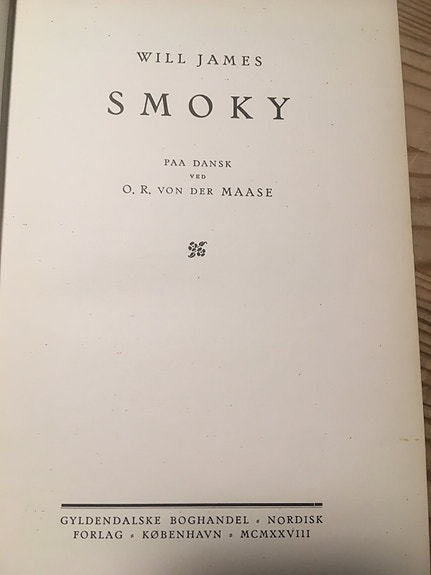 WILL JAMES
SMOKY
PAA DANSK
VED
O. R. VON DER MAASE
GYLDENDALSKE BOGHANDEL * NORDISK
FORLAG * KØBENHAVN * MCMXXVIII